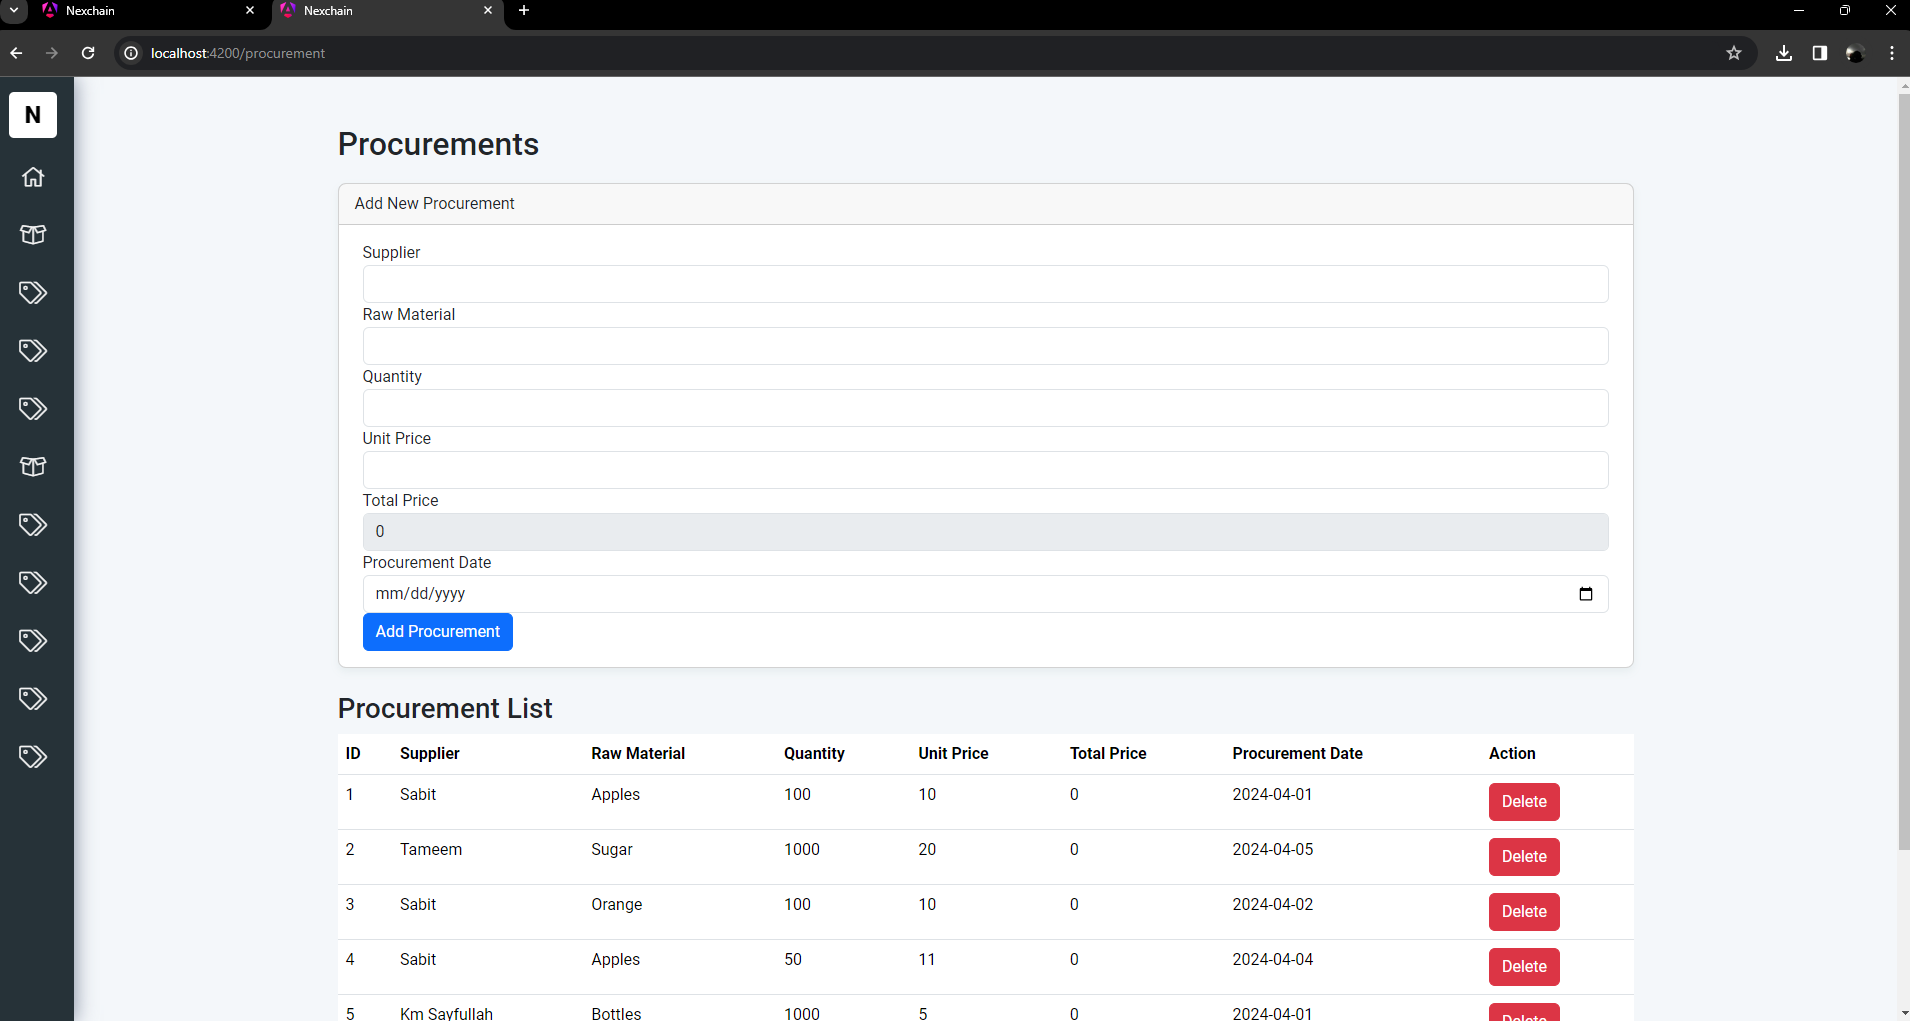 Nexchain
Nexchain
localhost:4200/procurement
N
Procurements
Add New Procurement
Supplier
Raw Material
Quantity
Unit Price
Total Price
0
Procurement Date
mm/dd/yyyy
Add Procurement
Procurement List
ID Supplier Raw Material Quantity Unit Price Total Price Procurement Date Action
1 Sabit Apples 100 10 0 2024-04-01 Delete
2 Tameem Sugar 1000 20 0 2024-04-05 Delete
3 Sabit Orange 100 10 0 2024-04-02 Delete
4 Sabit Apples 50 11 0 2024-04-04 Delete
5 Km Sayfullah Bottles 1000 5 0 2024-04-01 Delete